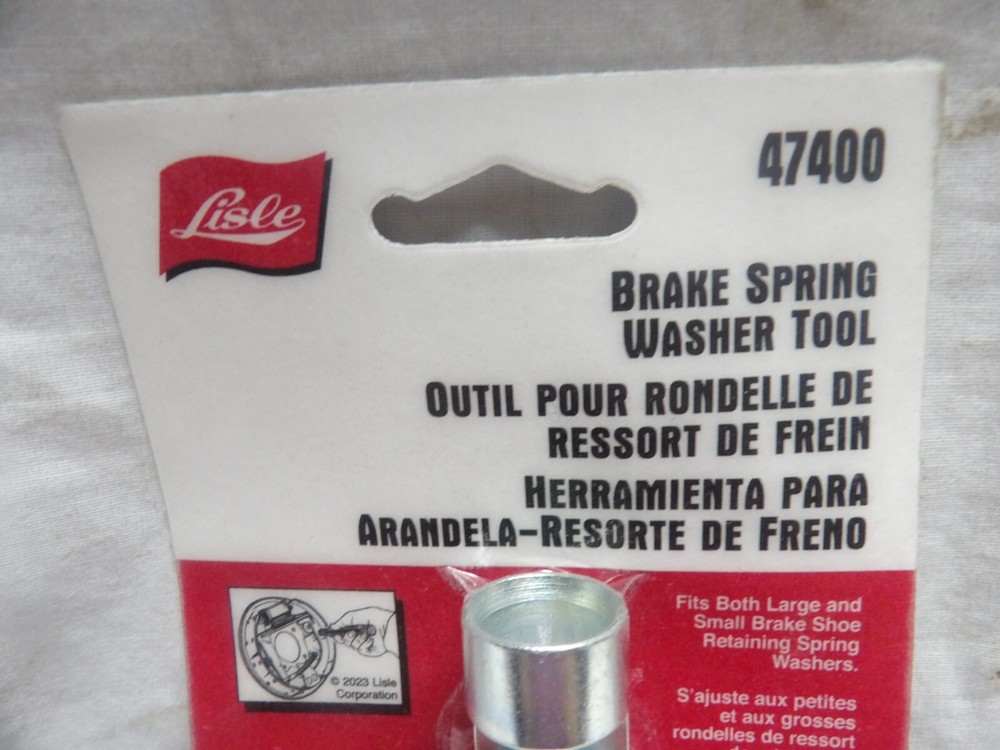 Lisle
47400
BRAKE SPRING
WASHER TOOL
OUTIL POUR RONDELLE DE
RESSORT DE FREIN
HERRAMIENTA PARA
ARANDELA-RESORTE DE FRENO
© 2023 Lisle
Corporation
Fits Both Large and
Small Brake Shoe
Retaining Spring
Washers.
S'ajuste aux petites
et aux grosses
rondelles de ressort